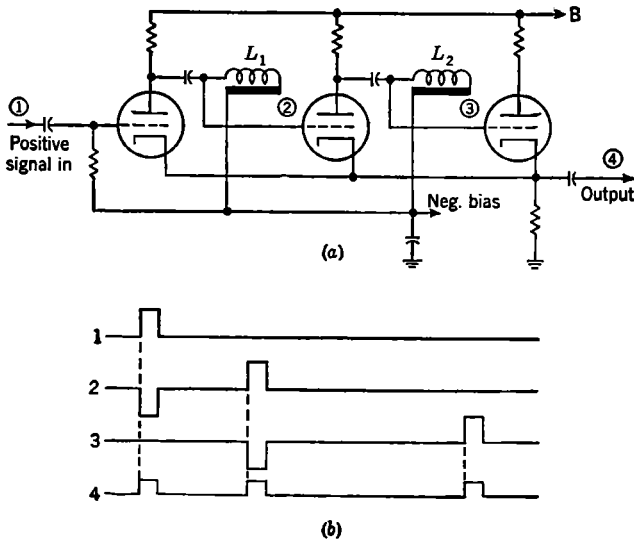 B
L₁
L₂
①
②
③
④
Positive
signal in
Output
Neg. bias
(a)
1
2
3
4
(b)